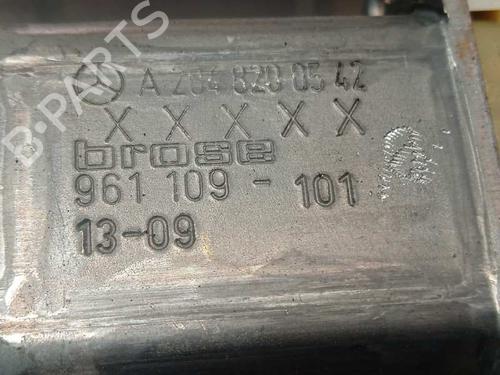 A 204 820 05 42
X X X X X
brose
961 109 - 101
13-09
B-PARTS